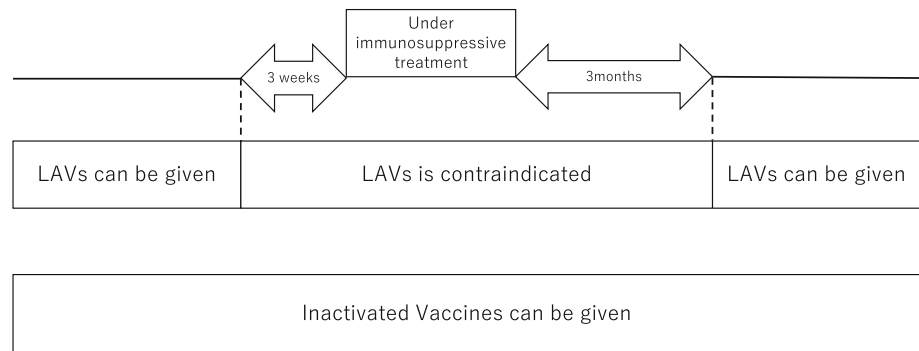 Under
immunosuppressive
treatment
3 weeks
3months
LAVs can be given
LAVs is contraindicated
LAVs can be given
Inactivated Vaccines can be given